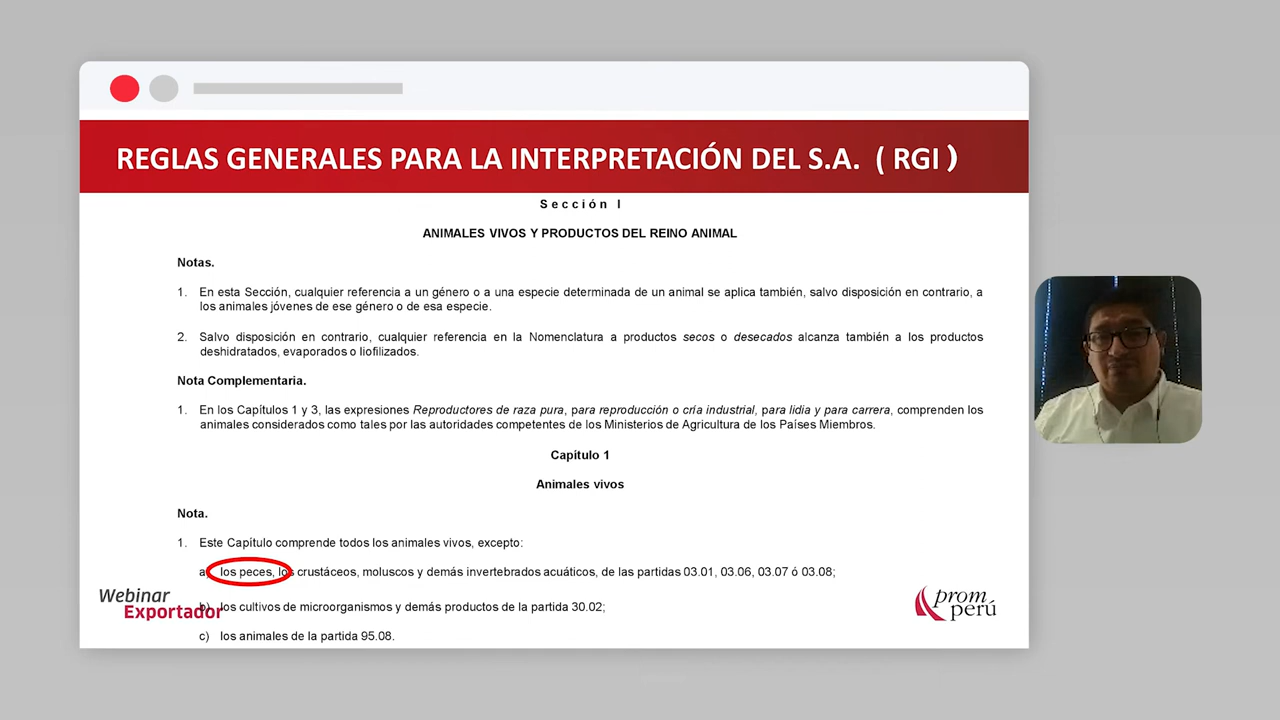 REGLAS GENERALES PARA LA INTERPRETACIÓN DEL S.A. ( RGI )
Sección I
ANIMALES VIVOS Y PRODUCTOS DEL REINO ANIMAL
Notas.
1. En esta Sección, cualquier referencia a un género o a una especie determinada de un animal se aplica también, salvo disposición en contrario, a
los animales jóvenes de ese género o de esa especie.
2. Salvo disposición en contrario, cualquier referencia en la Nomenclatura a productos secos o desecados alcanza también a los productos
deshidratados, evaporados o liofilizados.
Nota Complementaria.
1. En los Capítulos 1 y 3, las expresiones Reproductores de raza pura, para reproducción o cría industrial, para lidia y para carrera, comprenden los
animales considerados como tales por las autoridades competentes de los Ministerios de Agricultura de los Países Miembros.
Capítulo 1
Animales vivos
Nota.
1. Este Capítulo comprende todos los animales vivos, excepto:
a) los peces, los crustáceos, moluscos y demás invertebrados acuáticos, de las partidas 03.01, 03.06, 03.07 ó 03.08;
b) los cultivos de microorganismos y demás productos de la partida 30.02;
c) los animales de la partida 95.08.
Webinar
Exportador
prom
perú